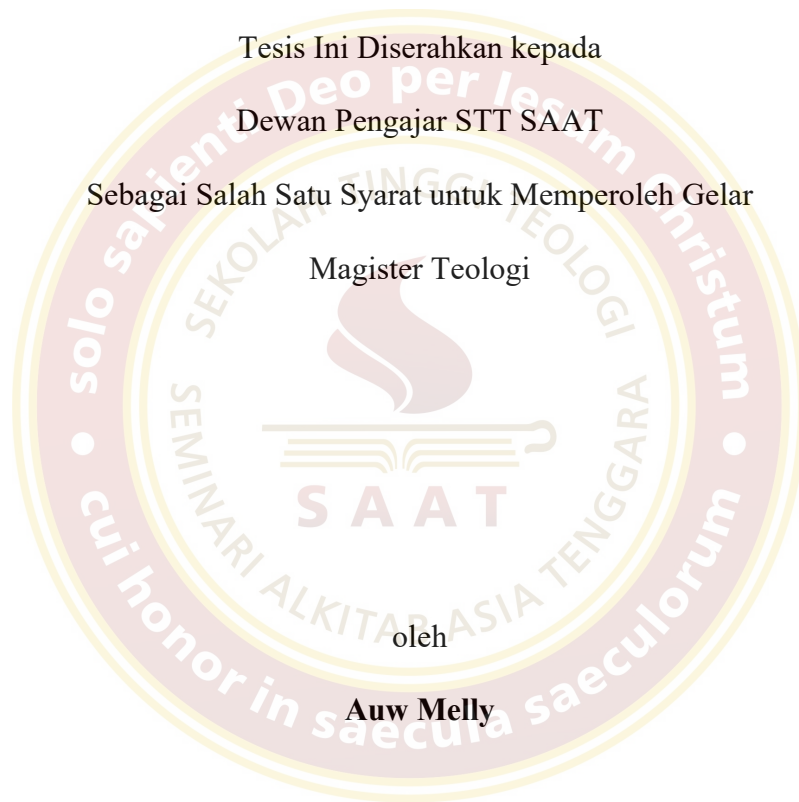 Tesis Ini Diserahkan kepada
Dewan Pengajar STT SAAT
Sebagai Salah Satu Syarat untuk Memperoleh Gelar
Magister Teologi
solo sapienti Deo per Iesum Christum
• cui honor in saecula saeculorum •
SEKOLAH TINGGI TEOLOGI
SEMINARI ALKITAB ASIA TENGGARA
SAAT
oleh
Auw Melly